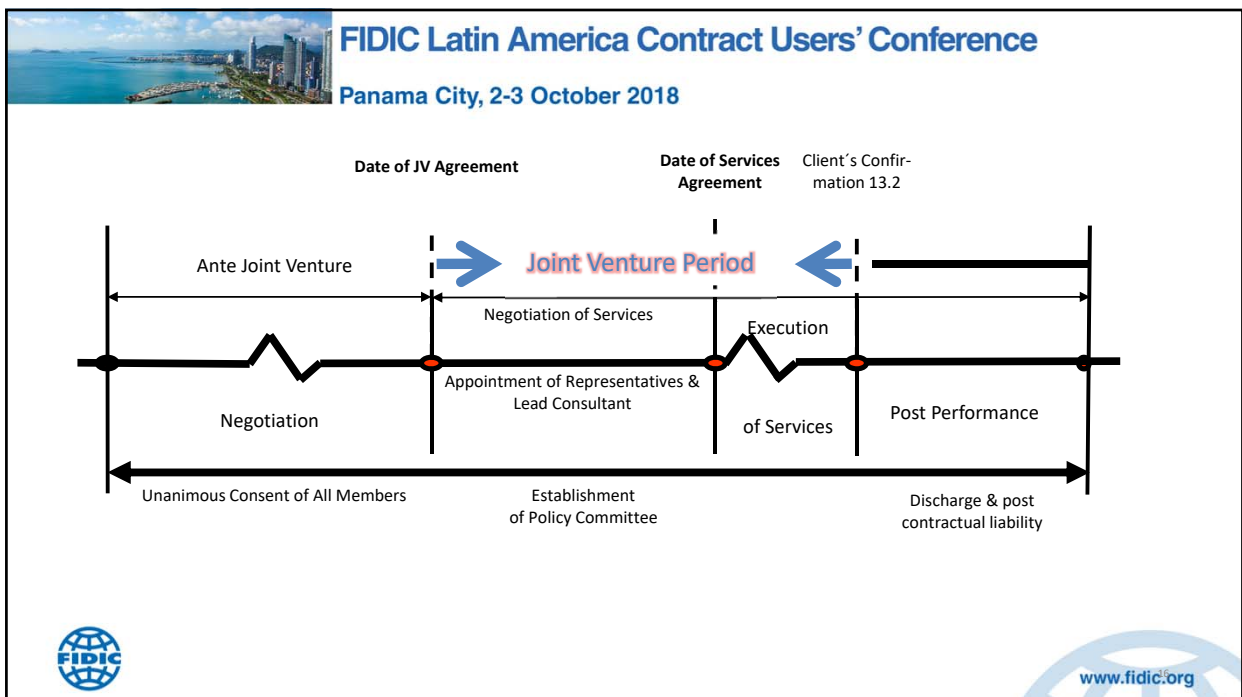 FIDIC Latin America Contract Users’ Conference
Panama City, 2-3 October 2018
Date of JV Agreement
Date of Services
Agreement
Client´s Confir-
mation 13.2
Ante Joint Venture
Joint Venture Period
Negotiation of Services
Execution
Appointment of Representatives &
Lead Consultant
Negotiation
of Services
Post Performance
Unanimous Consent of All Members
Establishment
of Policy Committee
Discharge & post
contractual liability
FIDIC
www.fidic.org
16